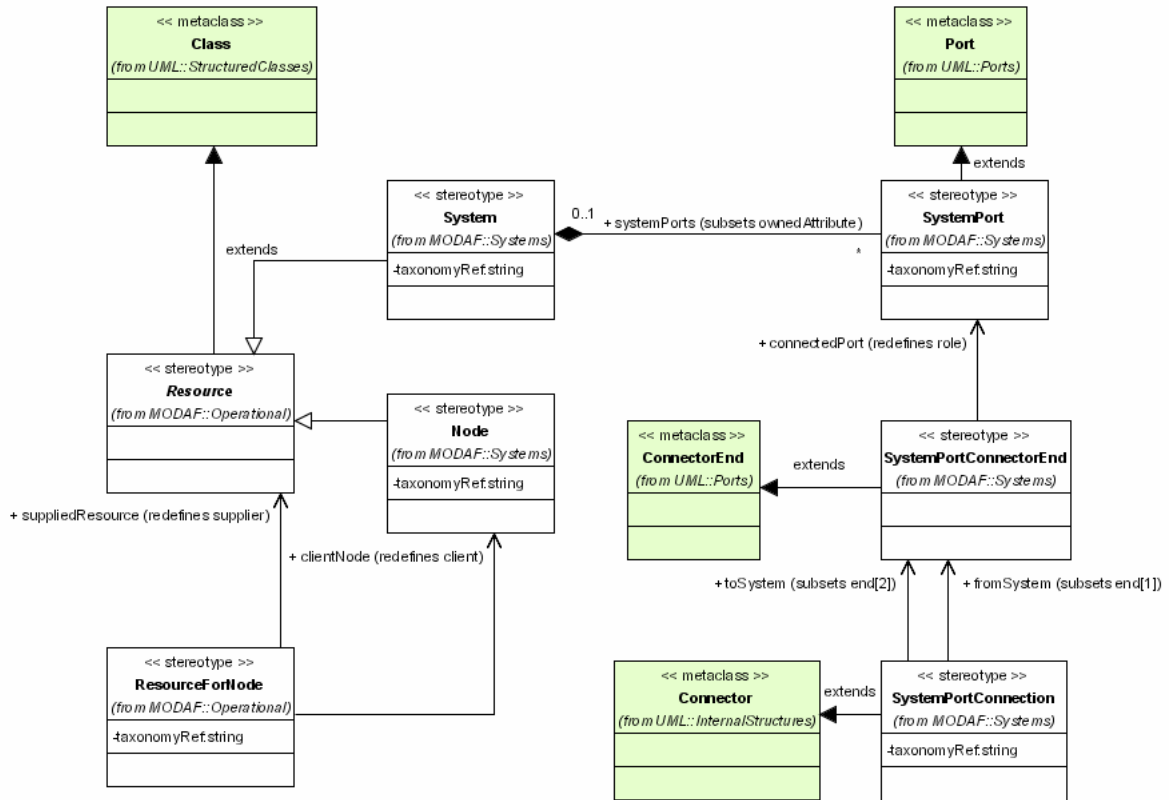 << metaclass >>
Class
(from UML::StructuredClasses)
<< metaclass >>
Port
(from UML::Ports)
extends
<< stereotype >>
System
(from MODAF::Systems)
-taxonomyRef:string
0..1
+ systemPorts (subsets ownedAttribute)
*
<< stereotype >>
SystemPort
(from MODAF::Systems)
-taxonomyRef:string
extends
+ connectedPort (redefines role)
<< stereotype >>
Resource
(from MODAF::Operational)
<< stereotype >>
Node
(from MODAF::Systems)
-taxonomyRef:string
<< metaclass >>
ConnectorEnd
(from UML::Ports)
extends
<< stereotype >>
SystemPortConnectorEnd
(from MODAF::Systems)
+ suppliedResource (redefines supplier)
+ clientNode (redefines client)
+toSystem (subsets end[2])
+ fromSystem (subsets end[1])
<< stereotype >>
ResourceForNode
(from MODAF::Operational)
-taxonomyRef:string
<< metaclass >>
Connector
(from UML::InternalStructures)
extends
<< stereotype >>
SystemPortConnection
(from MODAF::Systems)
-taxonomyRef:string